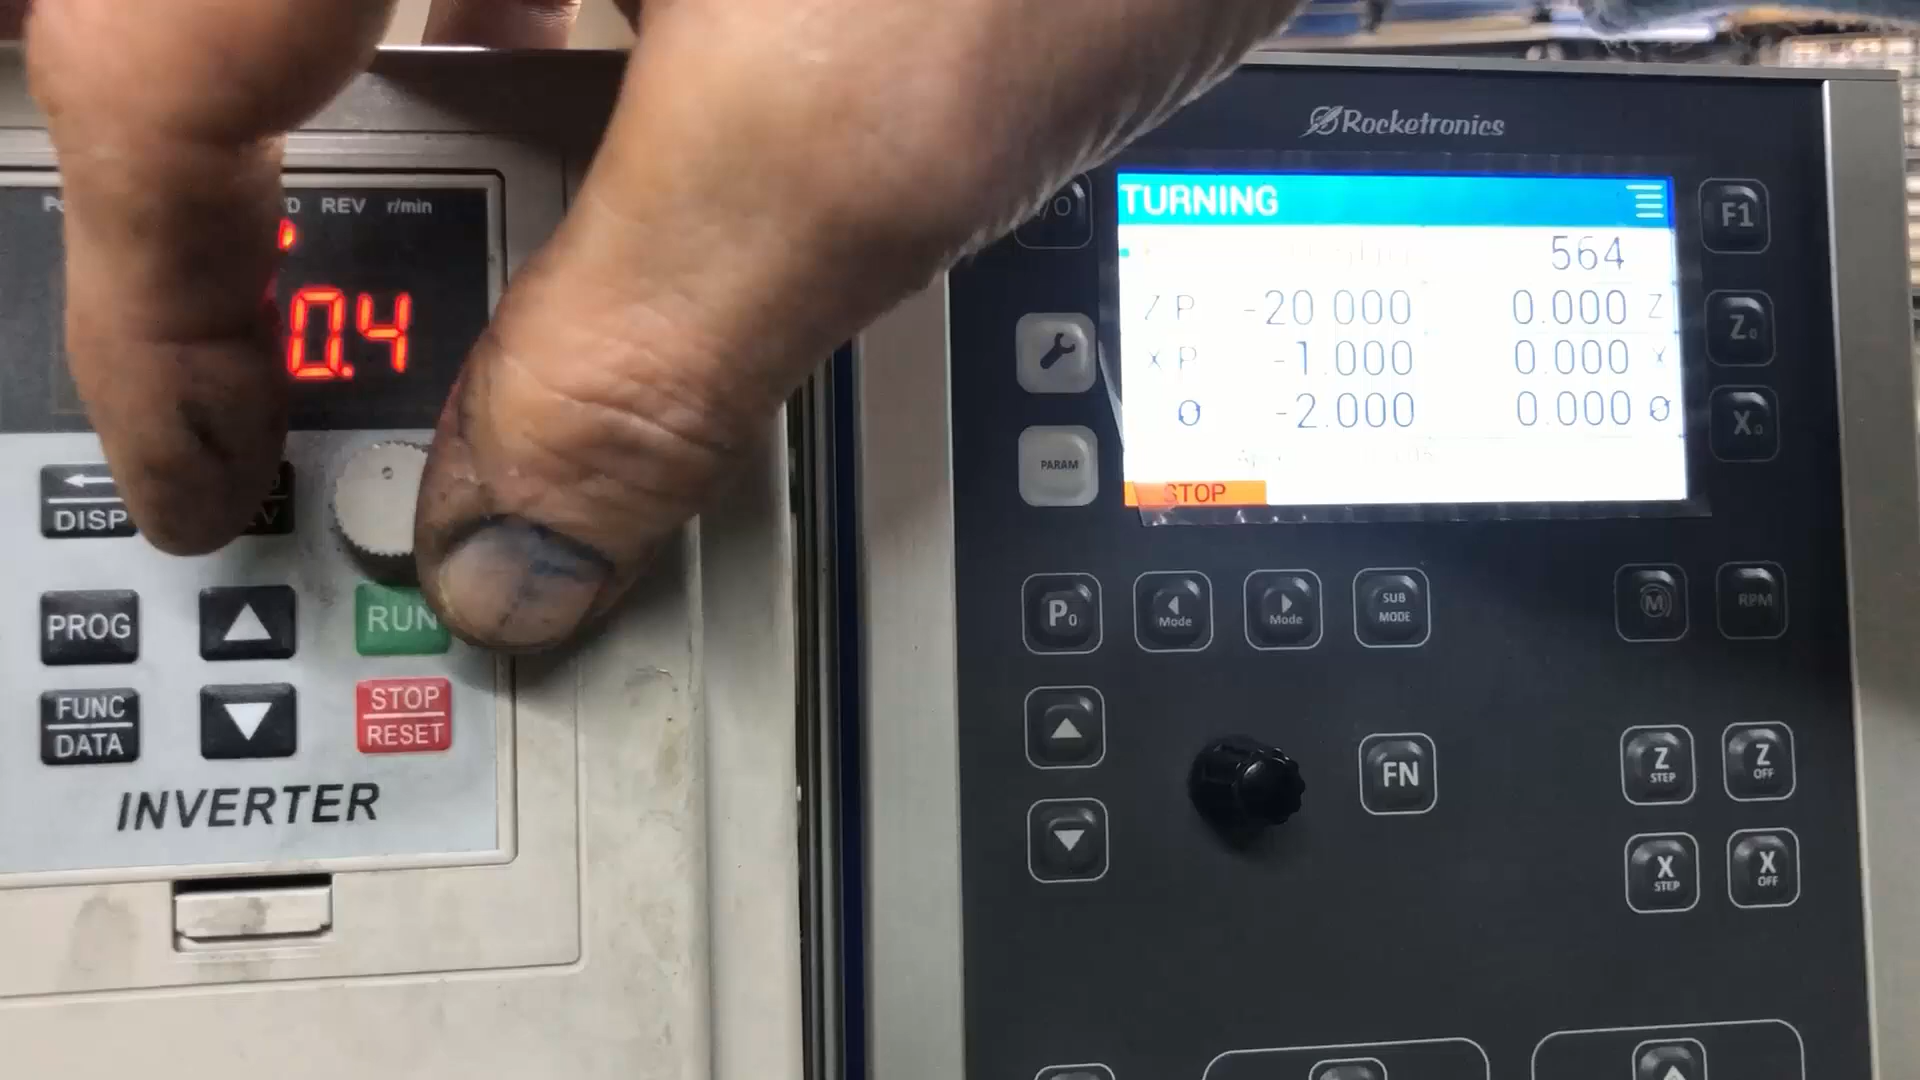 REV r/min
0.4
DISP
PROG
RUN
FUNC
DATA
STOP
RESET
INVERTER
Rocketronics
TURNING
564
Z P -20 000 0.000 Z
X P -1.000 0.000 X
Ø -2.000 0.000 Ø
STOP
F1
Z₀
X₀
PARAM
P₀
Mode
Mode
SUB
MODE
M
RPM
FN
Z
STEP
Z
OFF
X
STEP
X
OFF